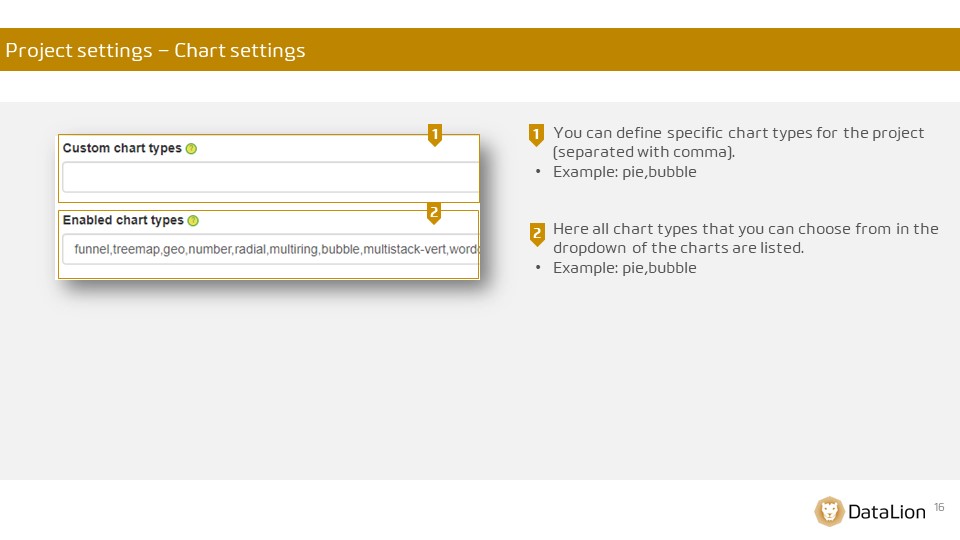 Project settings – Chart settings
1
Custom chart types ?
2
Enabled chart types ?
funnel,treemap,geo,number,radial,multiring,bubble,multistack-vert,word
1 You can define specific chart types for the project
(separated with comma).
• Example: pie,bubble
2 Here all chart types that you can choose from in the
dropdown of the charts are listed.
• Example: pie,bubble
DataLion 16